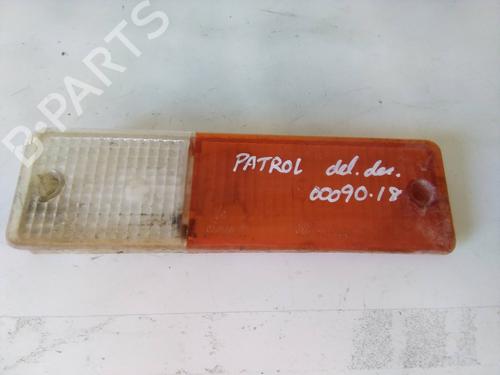 B-PARTS
PATROL del. der.
00090.18